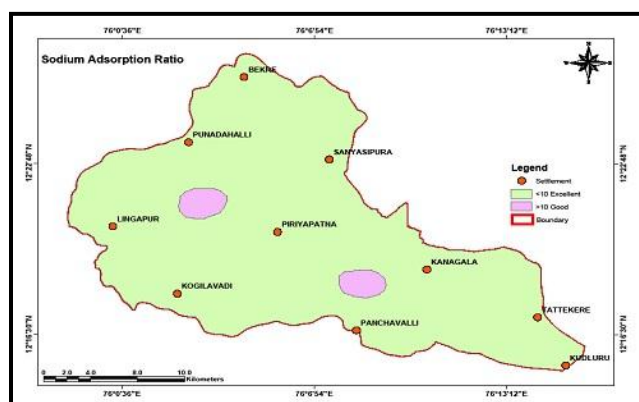 76°0'36"E 76°6'54"E 76°13'12"E
Sodium Adsorption Ratio
BEKRE
PUNADAHALLI
SANYASIPURA
12°22'48"N
12°22'48"N
Legend
Settlement
<10 Excellent
>10 Good
Boundary
LINGAPUR
PIRIYAPATNA
KANAGALA
KOGILAVADI
TATTEKERE
PANCHAVALLI
12°16'30"N
12°16'30"N
KUDLURU
0 2.0 4.0 8.0 10.0
Kilometers
76°0'36"E 76°6'54"E 76°13'12"E